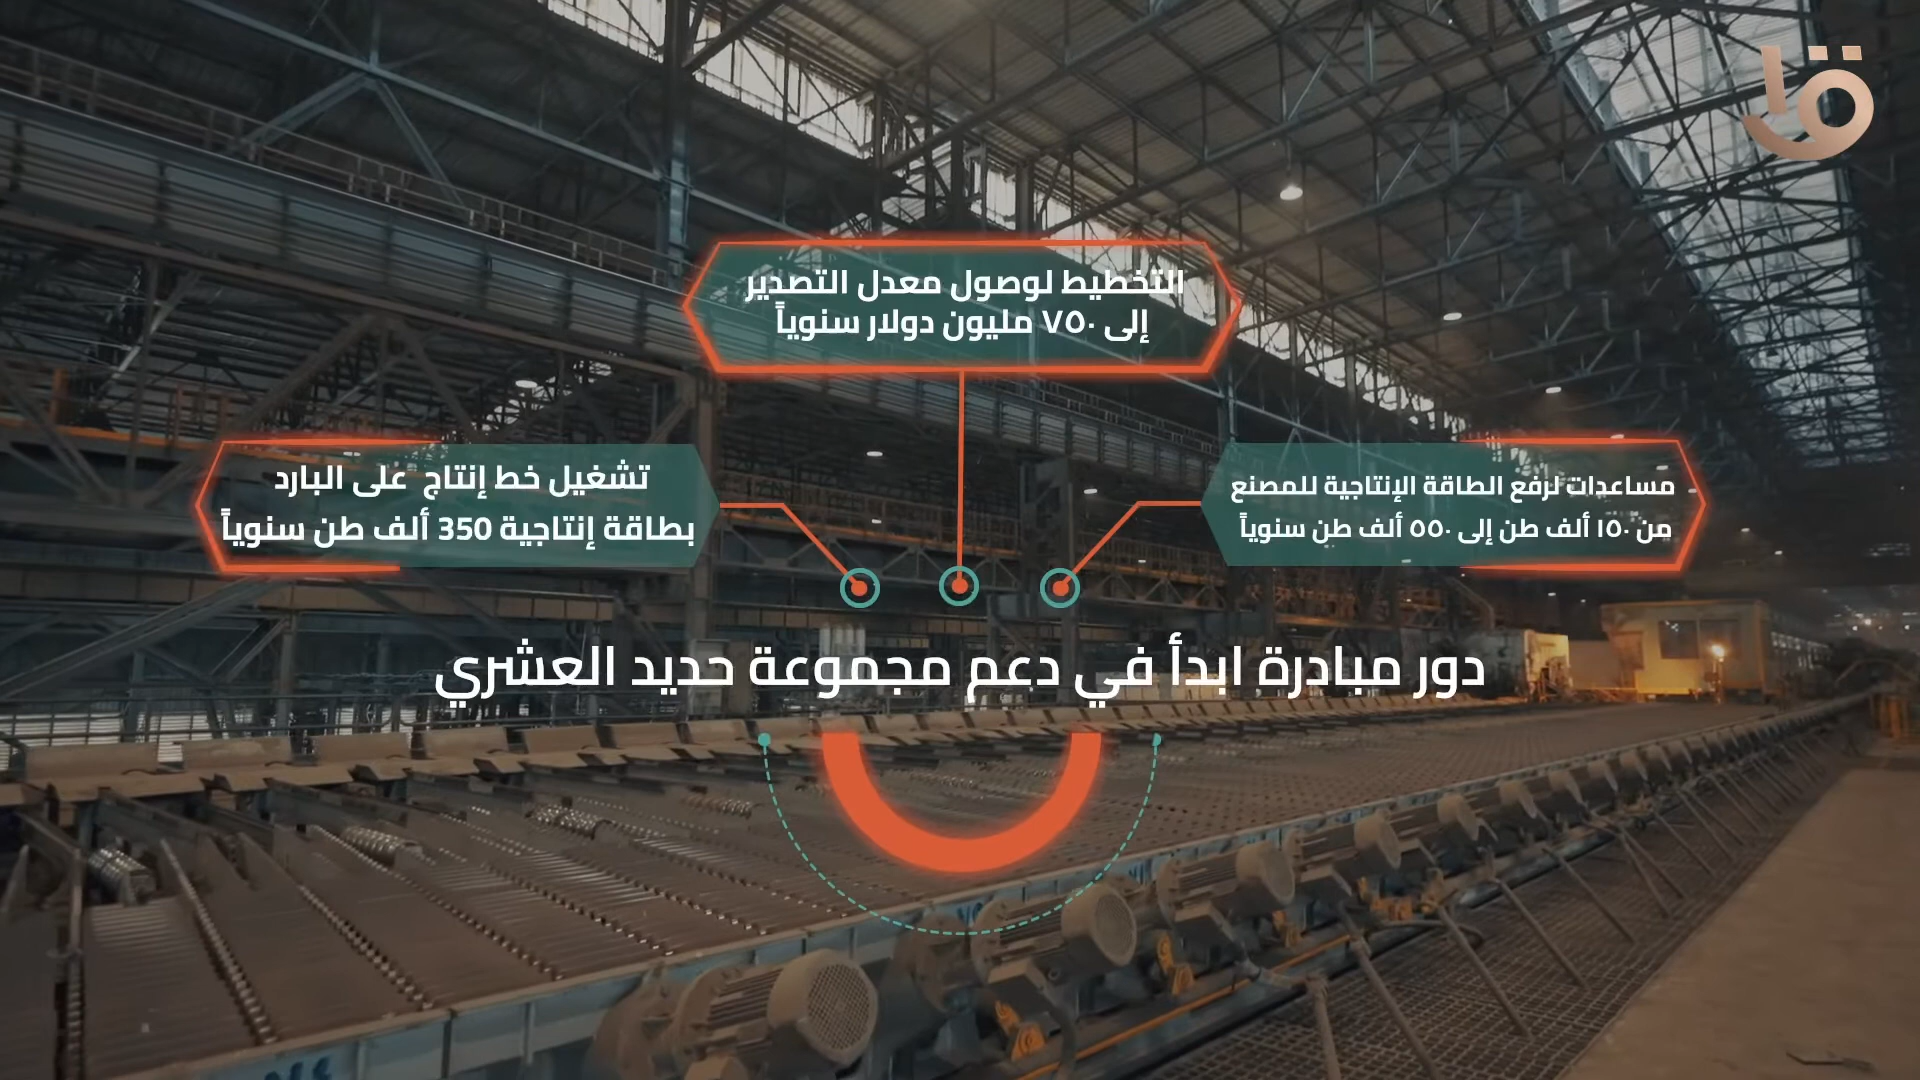 التخطيط لوصول معدل التصدير
إلى ٧٥٠ مليون دولار سنوياً
مساعدات لرفع الطاقة الإنتاجية للمصنع
من ١٥٠ ألف طن إلى ٥٥٠ ألف طن سنوياً
تشغيل خط إنتاج على البارد
بطاقة إنتاجية 350 ألف طن سنوياً
دور مبادرة ابدأ في دعم مجموعة حديد العشري